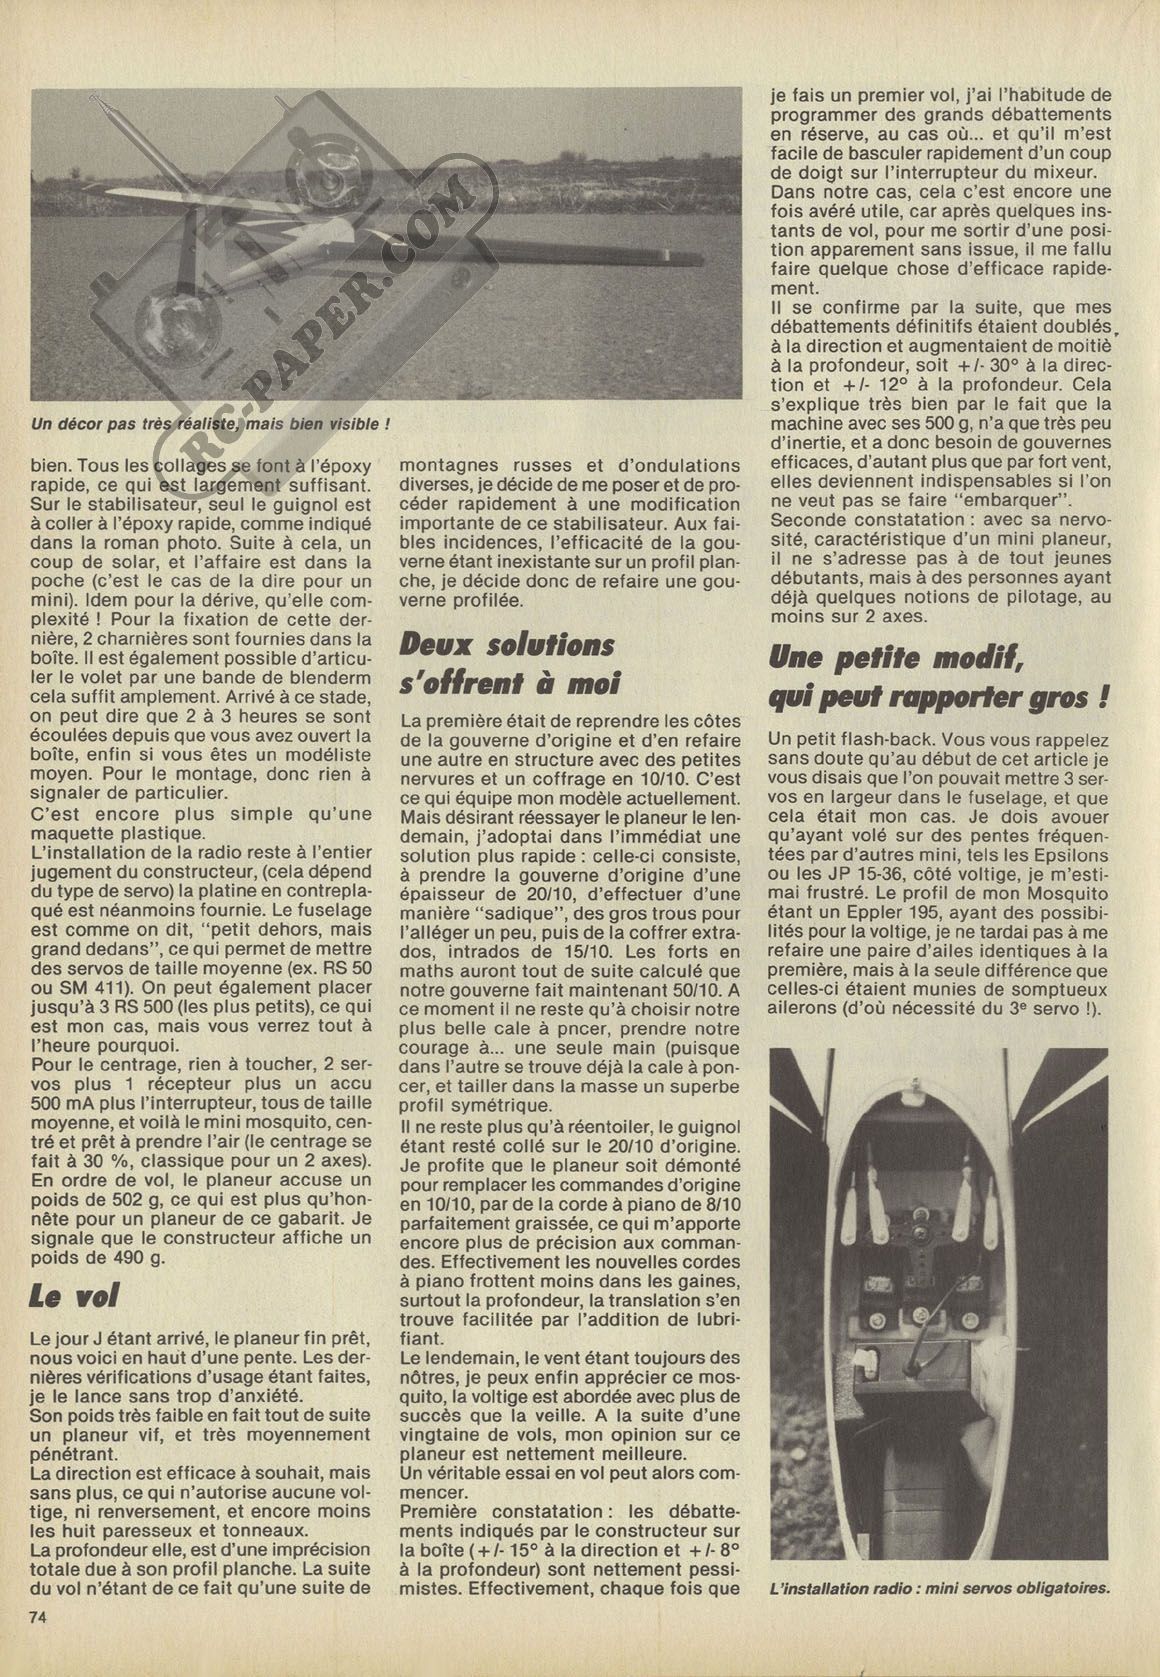 RC-PAPER.COM
Un décor pas très réaliste, mais bien visible !
bien. Tous les collages se font à l'époxy
rapide, ce qui est largement suffisant.
Sur le stabilisateur, seul le guignol est
à coller à l'époxy rapide, comme indiqué
dans la roman photo. Suite à cela, un
coup de solar, et l'affaire est dans la
poche (c'est le cas de la dire pour un
mini). Idem pour la dérive, qu'elle com-
plexité ! Pour la fixation de cette der-
nière, 2 charnières sont fournies dans la
boîte. Il est également possible d'articu-
ler le volet par une bande de blenderm
cela suffit amplement. Arrivé à ce stade,
on peut dire que 2 à 3 heures se sont
écoulées depuis que vous avez ouvert la
boîte, enfin si vous êtes un modéliste
moyen. Pour le montage, donc rien à
signaler de particulier.
C'est encore plus simple qu'une
maquette plastique.
L'installation de la radio reste à l'entier
jugement du constructeur, (cela dépend
du type de servo) la platine en contrepla-
qué est néanmoins fournie. Le fuselage
est comme on dit, "petit dehors, mais
grand dedans", ce qui permet de mettre
des servos de taille moyenne (ex. RS 50
ou SM 411). On peut également placer
jusqu'à 3 RS 500 (les plus petits), ce qui
est mon cas, mais vous verrez tout à
l'heure pourquoi.
Pour le centrage, rien à toucher, 2 ser-
vos plus 1 récepteur plus un accu
500 mA plus l'interrupteur, tous de taille
moyenne, et voilà le mini mosquito, cen-
tré et prêt à prendre l'air (le centrage se
fait à 30 %, classique pour un 2 axes).
En ordre de vol, le planeur accuse un
poids de 502 g, ce qui est plus qu'hon-
nête pour un planeur de ce gabarit. Je
signale que le constructeur affiche un
poids de 490 g.
Le vol
Le jour J étant arrivé, le planeur fin prêt,
nous voici en haut d'une pente. Les der-
nières vérifications d'usage étant faites,
je le lance sans trop d'anxiété.
Son poids très faible en fait tout de suite
un planeur vif, et très moyennement
pénétrant.
La direction est efficace à souhait, mais
sans plus, ce qui n'autorise aucune vol-
tige, ni renversement, et encore moins
les huit paresseux et tonneaux.
La profondeur elle, est d'une imprécision
totale due à son profil planche. La suite
du vol n'étant de ce fait qu'une suite de
montagnes russes et d'ondulations
diverses, je décide de me poser et de pro-
céder rapidement à une modification
importante de ce stabilisateur. Aux fai-
bles incidences, l'efficacité de la gou-
verne étant inexistante sur un profil plan-
che, je décide donc de refaire une gou-
verne profilée.
Deux solutions
s'offrent à moi
La première était de reprendre les côtes
de la gouverne d'origine et d'en refaire
une autre en structure avec des petites
nervures et un coffrage en 10/10. C'est
ce qui équipe mon modèle actuellement.
Mais désirant réessayer le planeur le len-
demain, j'adoptai dans l'immédiat une
solution plus rapide : celle-ci consiste,
à prendre la gouverne d'origine d'une
épaisseur de 20/10, d'effectuer d'une
manière "sadique", des gros trous pour
l'alléger un peu, puis de la coffrer extra-
dos, intrados de 15/10. Les forts en
maths auront tout de suite calculé que
notre gouverne fait maintenant 50/10. A
ce moment il ne reste qu'à choisir notre
plus belle cale à pncer, prendre notre
courage à... une seule main (puisque
dans l'autre se trouve déjà la cale à pon-
cer, et tailler dans la masse un superbe
profil symétrique.
Il ne reste plus qu'à réentoiler, le guignol
étant resté collé sur le 20/10 d'origine.
Je profite que le planeur soit démonté
pour remplacer les commandes d'origine
en 10/10, par de la corde à piano de 8/10
parfaitement graissée, ce qui m'apporte
encore plus de précision aux comman-
des. Effectivement les nouvelles cordes
à piano frottent moins dans les gaines,
surtout la profondeur, la translation s'en
trouve facilitée par l'addition de lubri-
fiant.
Le lendemain, le vent étant toujours des
nôtres, je peux enfin apprécier ce mos-
quito, la voltige est abordée avec plus de
succès que la veille. A la suite d'une
vingtaine de vols, mon opinion sur ce
planeur est nettement meilleure.
Un véritable essai en vol peut alors com-
mencer.
Première constatation : les débatte-
ments indiqués par le constructeur sur
la boîte (+/- 15° à la direction et +/- 8°
à la profondeur) sont nettement pessi-
mistes. Effectivement, chaque fois que
je fais un premier vol, j'ai l'habitude de
programmer des grands débattements
en réserve, au cas où... et qu'il m'est
facile de basculer rapidement d'un coup
de doigt sur l'interrupteur du mixeur.
Dans notre cas, cela c'est encore une
fois avéré utile, car après quelques ins-
tants de vol, pour me sortir d'une posi-
tion apparement sans issue, il me fallu
faire quelque chose d'efficace rapide-
ment.
Il se confirme par la suite, que mes
débattements définitifs étaient doublés,
à la direction et augmentaient de moitiè
à la profondeur, soit +/- 30° à la direc-
tion et +/- 12° à la profondeur. Cela
s'explique très bien par le fait que la
machine avec ses 500 g, n'a que très peu
d'inertie, et a donc besoin de gouvernes
efficaces, d'autant plus que par fort vent,
elles deviennent indispensables si l'on
ne veut pas se faire "embarquer".
Seconde constatation : avec sa nervo-
sité, caractéristique d'un mini planeur,
il ne s'adresse pas à de tout jeunes
débutants, mais à des personnes ayant
déjà quelques notions de pilotage, au
moins sur 2 axes.
Une petite modif,
qui peut rapporter gros !
Un petit flash-back. Vous vous rappelez
sans doute qu'au début de cet article je
vous disais que l'on pouvait mettre 3 ser-
vos en largeur dans le fuselage, et que
cela était mon cas. Je dois avouer
qu'ayant volé sur des pentes fréquen-
tées par d'autres mini, tels les Epsilons
ou les JP 15-36, côté voltige, je m'esti-
mai frustré. Le profil de mon Mosquito
étant un Eppler 195, ayant des possibi-
lités pour la voltige, je ne tardai pas à me
refaire une paire d'ailes identiques à la
première, mais à la seule différence que
celles-ci étaient munies de somptueux
ailerons (d'où nécessité du 3e servo !).
L'installation radio : mini servos obligatoires.
74